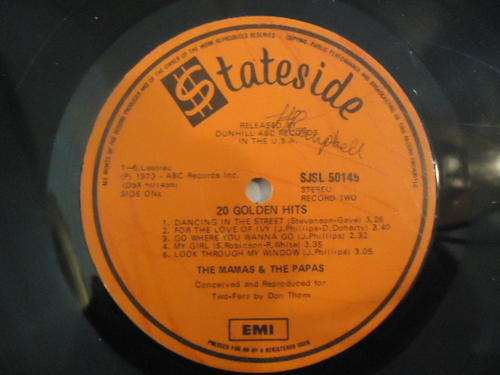 Stateside
RELEASED BY
DUNHILL-ABC RECORDS
IN THE U.S.A.
Campbell
(P) 1973 - ABC Records Inc.
SIDE ONE
SJSL 50149
STEREO
RECORD TWO
20 GOLDEN HITS
1. DANCING IN THE STREET (Stevenson-Gaye) 3.26
2. FOR THE LOVE OF IVY (J.Phillips-D.Doherty) 3.40
3. GO WHERE YOU WANNA GO (J.Phillips)
4. MY GIRL (S.Robinson-R.White) 3.35
5. LOOK THROUGH MY WINDOW (J.Phillips) 3.05
THE MAMAS & THE PAPAS
Conceived and Reproduced for
Two-Fers by Don Thom
EMI